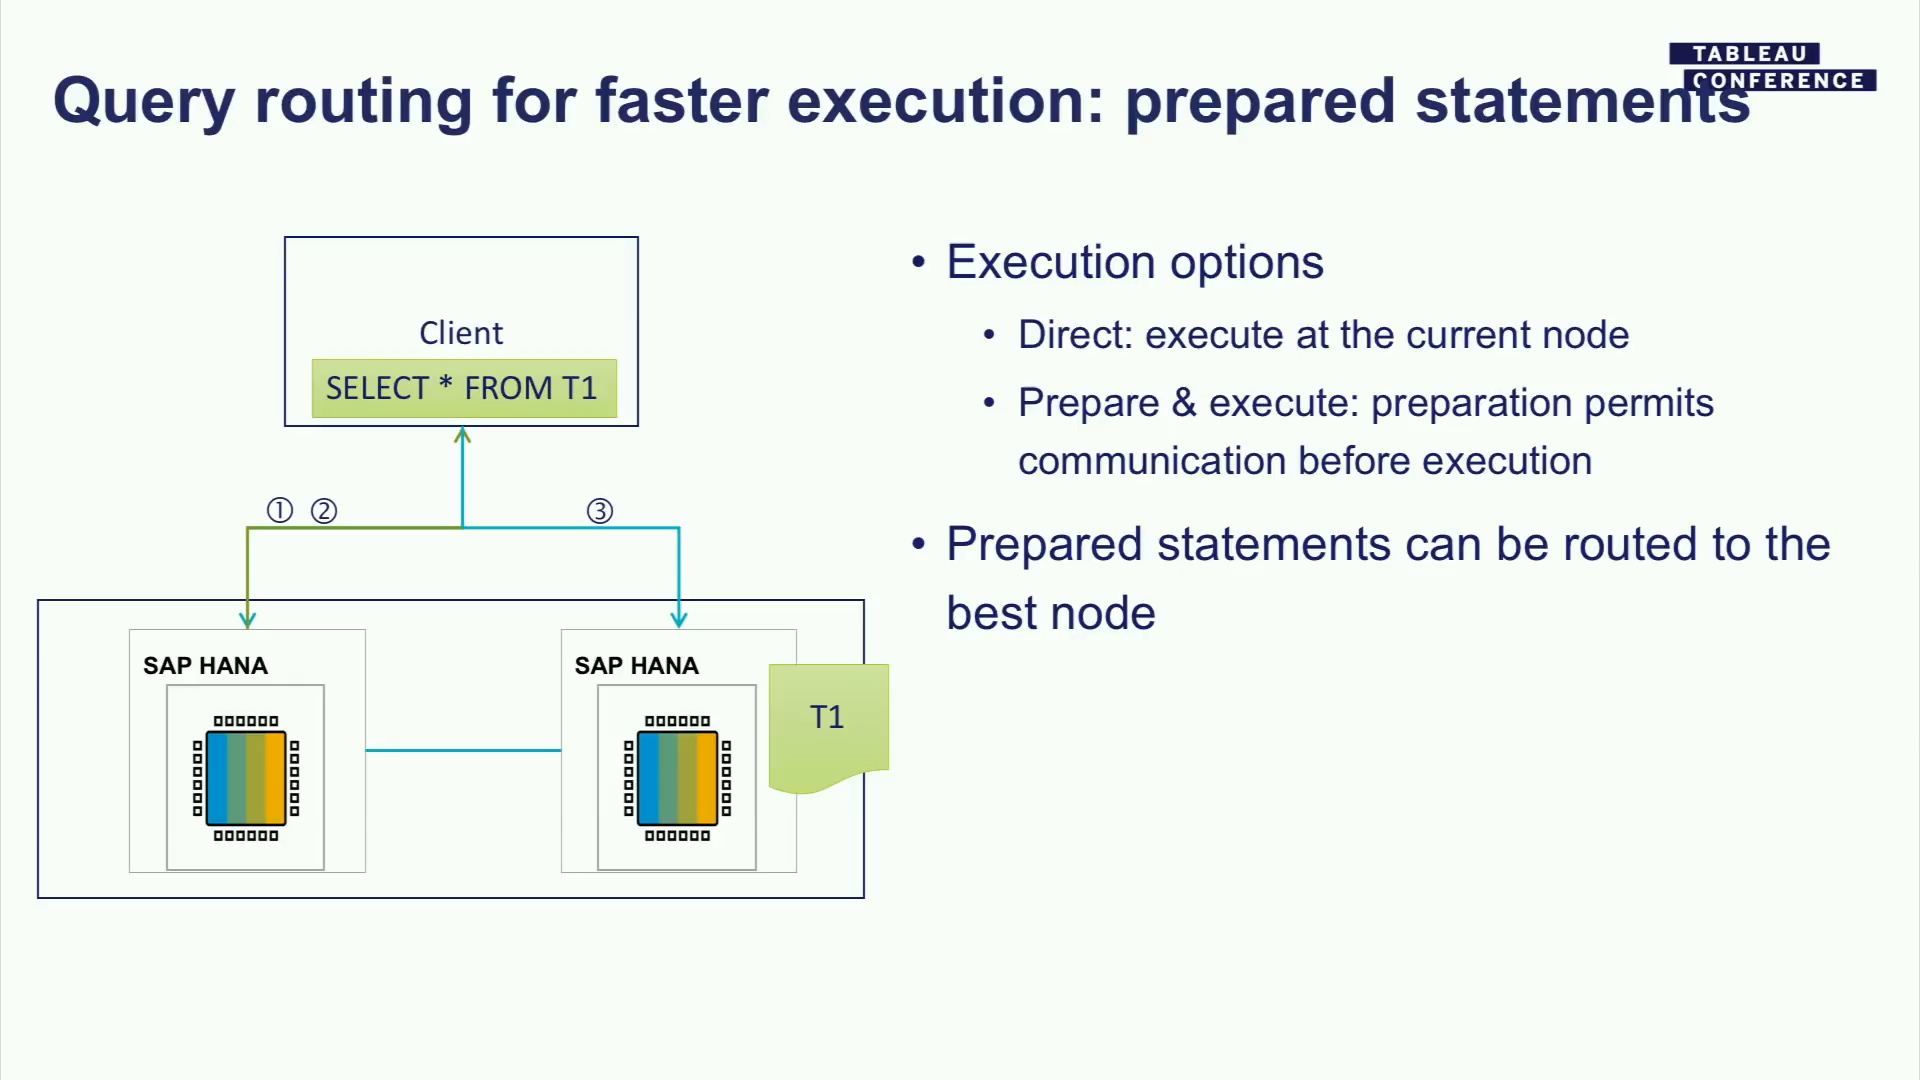 TABLEAU
CONFERENCE
Query routing for faster execution: prepared statements
Client
SELECT * FROM T1
① ②
③
SAP HANA
SAP HANA
T1
• Execution options
• Direct: execute at the current node
• Prepare & execute: preparation permits
communication before execution
• Prepared statements can be routed to the
best node